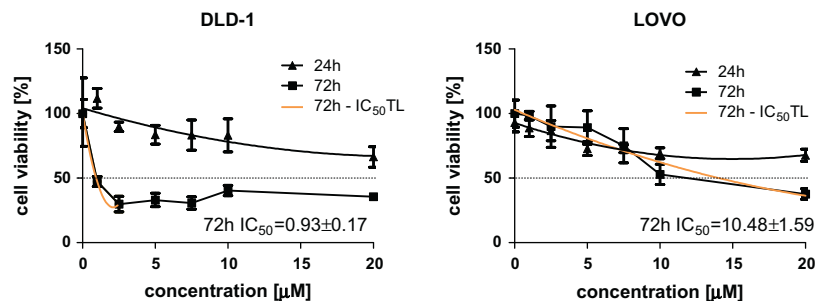 DLD-1
cell viability [%]
150
100
50
0
24h
72h
72h - IC50TL
72h IC50=0.93±0.17
0
5
10
15
20
concentration [µM]
LOVO
cell viability [%]
150
100
50
0
24h
72h
72h - IC50TL
72h IC50=10.48±1.59
0
5
10
15
20
concentration [µM]